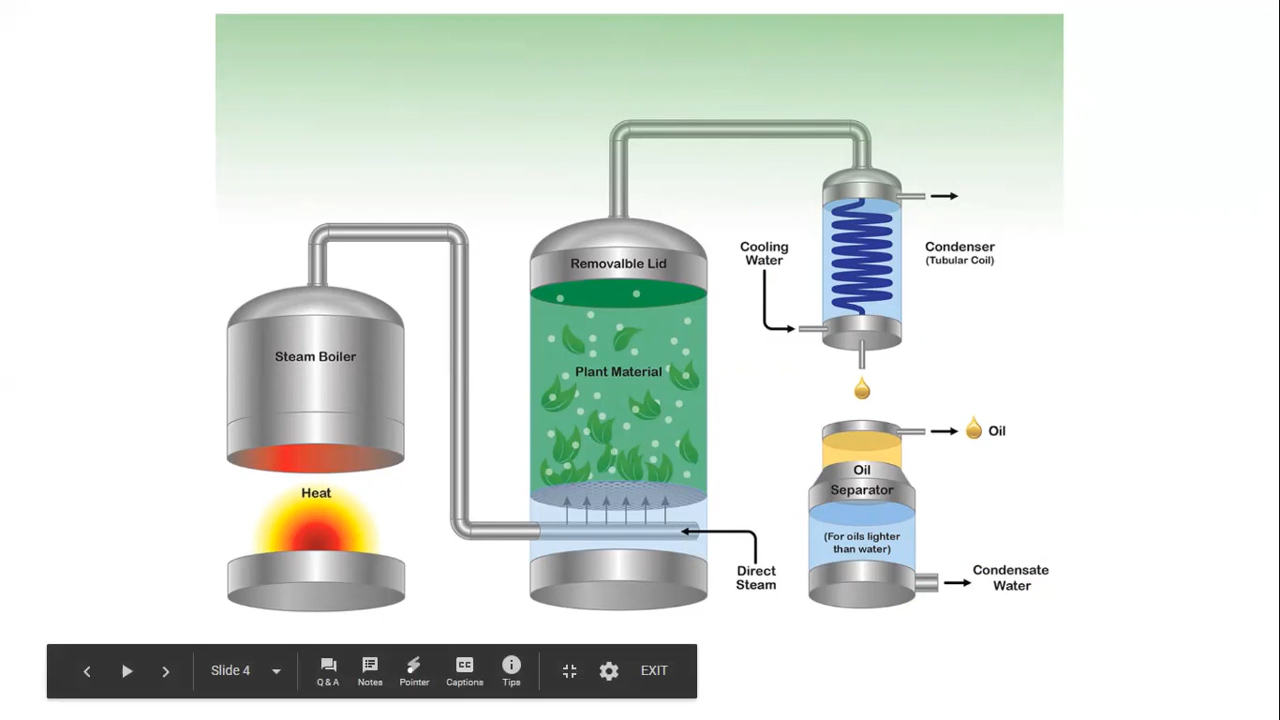 Removalble Lid
Cooling
Water
Condenser
(Tubular Coil)
Steam Boiler
Plant Material
Oil
Oil
Separator
Heat
(For oils lighter
than water)
Direct
Steam
Condensate
Water
Slide 4
Q & A
Notes
Pointer
CC
Captions
Tips
EXIT